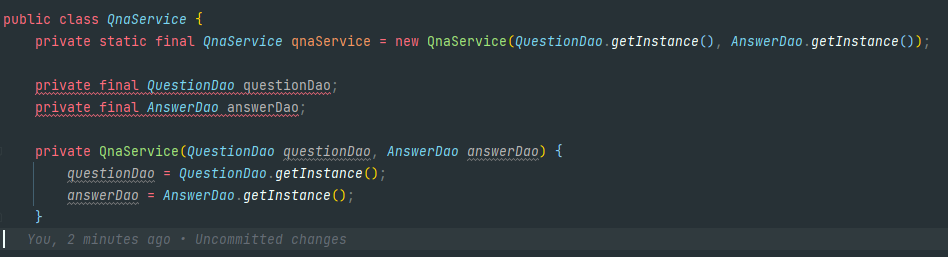 public class QnaService {
    private static final QnaService qnaService = new QnaService(QuestionDao.getInstance(), AnswerDao.getInstance());
    private final QuestionDao questionDao;
    private final AnswerDao answerDao;
    private QnaService(QuestionDao questionDao, AnswerDao answerDao) {
        questionDao = QuestionDao.getInstance();
        answerDao = AnswerDao.getInstance();
    }
You, 2 minutes ago • Uncommitted changes